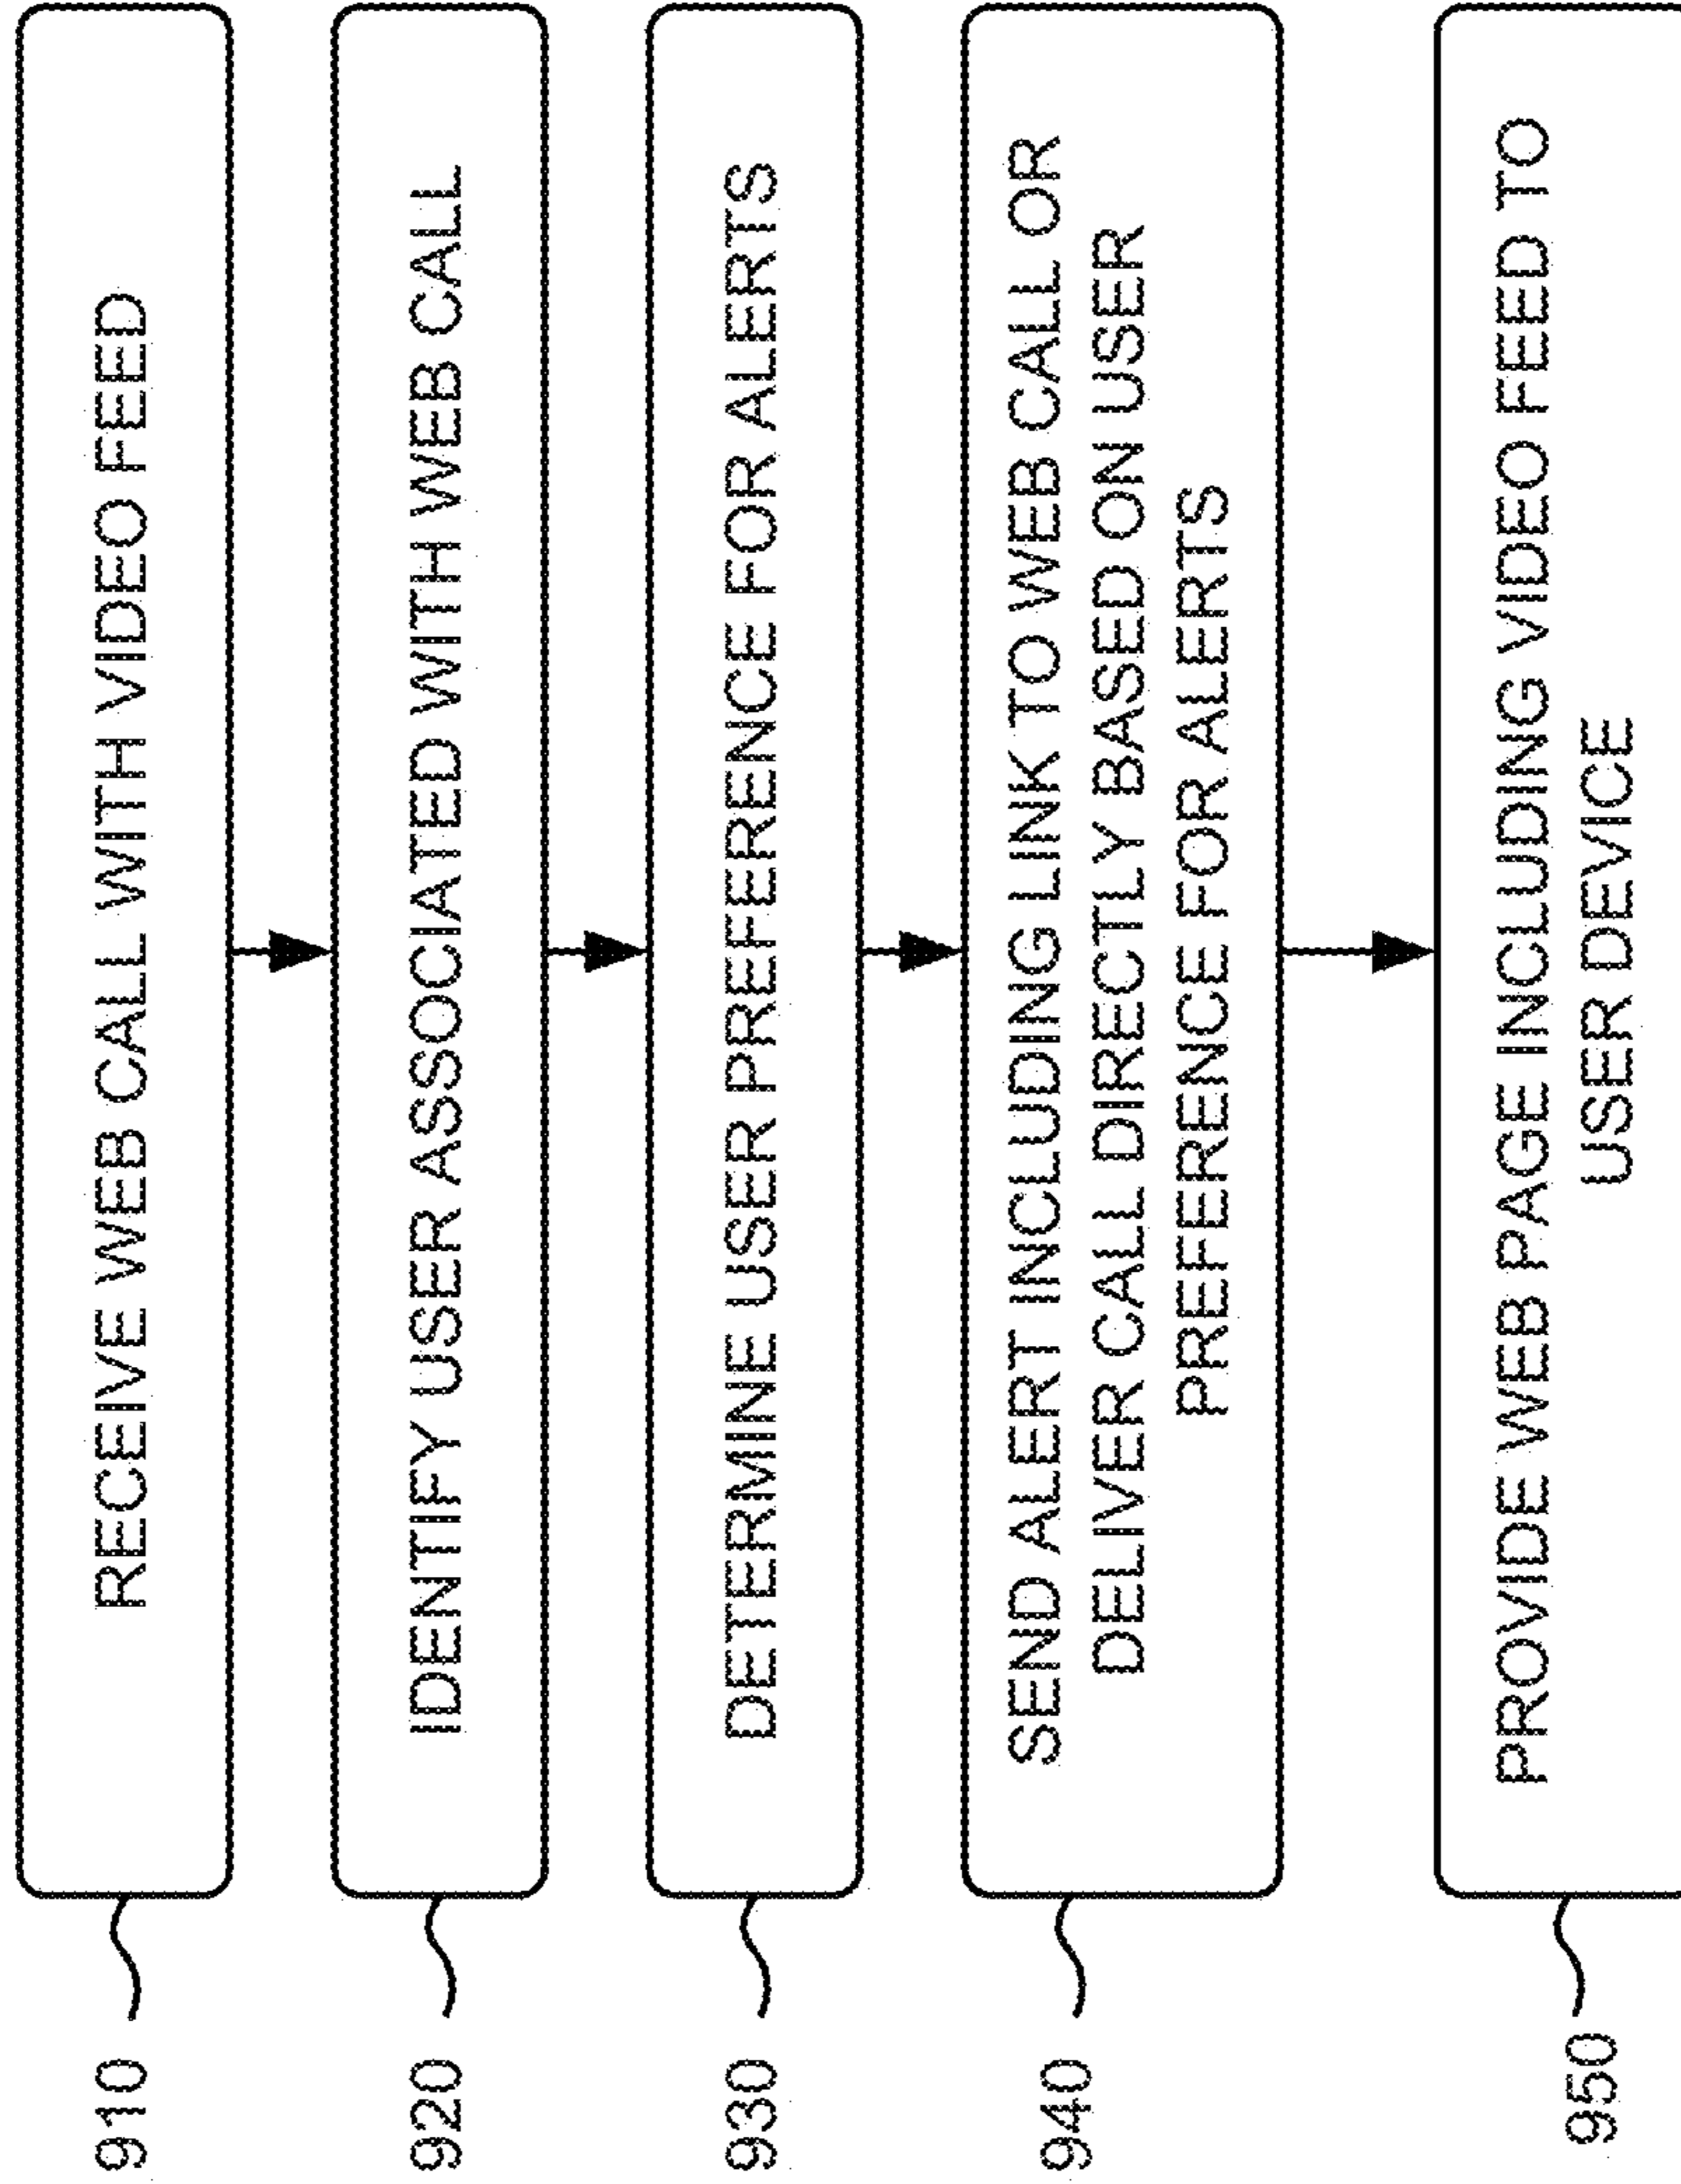 910
RECEIVE WEB CALL WITH VIDEO FEED
920
IDENTIFY USER ASSOCIATED WITH WEB CALL
930
DETERMINE USER PREFERENCE FOR ALERTS
940
SEND ALERT INCLUDING LINK TO WEB CALL OR
DELIVER CALL DIRECTLY BASED ON USER
PREFERENCE FOR ALERTS
950
PROVIDE WEB PAGE INCLUDING VIDEO FEED TO
USER DEVICE